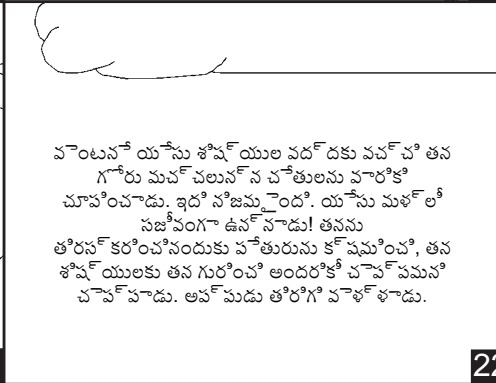 వెంటనే యేసు శిష్యుల వద్దకు వచ్చి తన
గోరు మచ్చలున్న చేతులను వారికి
చూపించాడు. ఇది నిజమైంది. యేసు మళ్లీ
సజీవంగా ఉన్నాడు! తనను
తిరస్కరించినందుకు పేతురును క్షమించి, తన
శిష్యులకు తన గురించి అందరికీ చెప్పమని
చెప్పాడు. అప్పుడు తిరిగి వెళ్ళాడు.